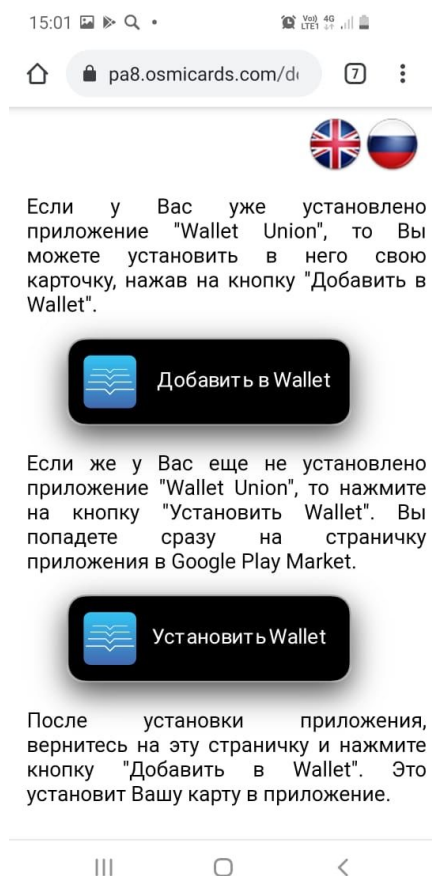 15:01
Vo)) 4G
LTE1
pa8.osmicards.com/d
7
Если у Вас уже установлено
приложение "Wallet Union", то Вы
можете установить в него свою
карточку, нажав на кнопку "Добавить в
Wallet".
Добавить в Wallet
Если же у Вас еще не установлено
приложение "Wallet Union", то нажмите
на кнопку "Установить Wallet". Вы
попадете сразу на страничку
приложения в Google Play Market.
Установить Wallet
После установки приложения,
вернитесь на эту страничку и нажмите
кнопку "Добавить в Wallet". Это
установит Вашу карту в приложение.